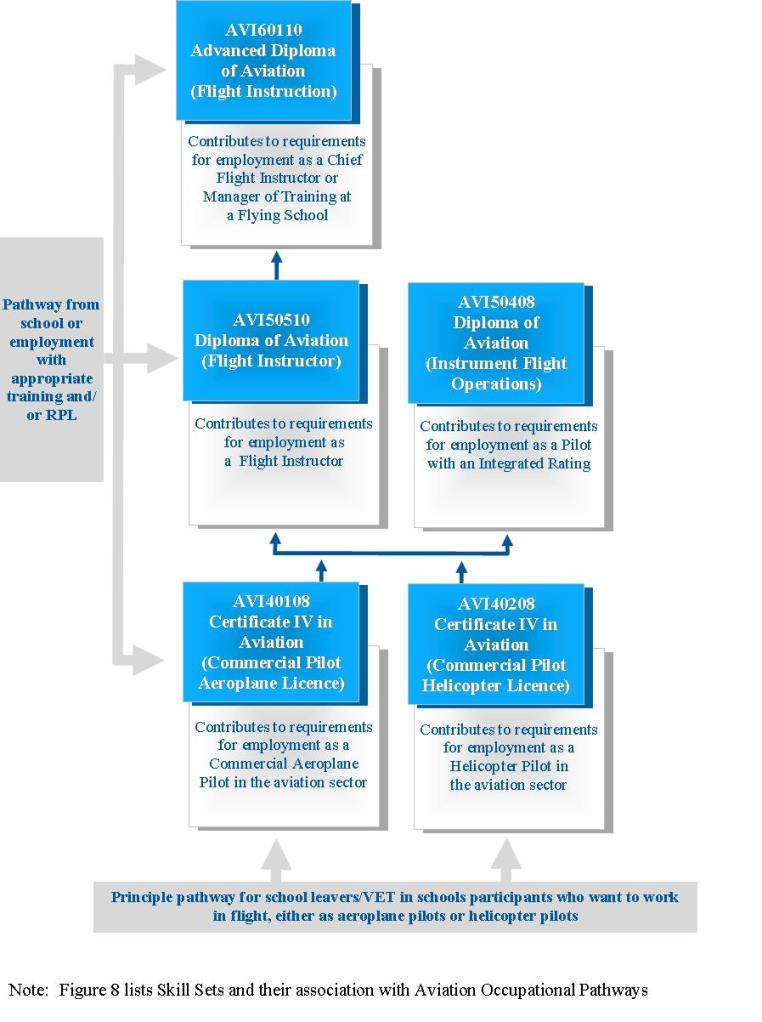 AVI60110
Advanced Diploma
of Aviation
(Flight Instruction)
Contributes to requirements
for employment as a Chief
Flight Instructor or
Manager of Training at
a Flying School
Pathway from
school or
employment
with
appropriate
training and/
or RPL
AVI50510
Diploma of Aviation
(Flight Instructor)
Contributes to requirements
for employment as
a Flight Instructor
AVI50408
Diploma of
Aviation
(Instrument Flight
Operations)
Contributes to requirements
for employment as a Pilot
with an Integrated Rating
AVI40108
Certificate IV in
Aviation
(Commercial Pilot
Aeroplane Licence)
Contributes to requirements
for employment as a
Commercial Aeroplane
Pilot in the aviation sector
AVI40208
Certificate IV in
Aviation
(Commercial Pilot
Helicopter Licence)
Contributes to requirements
for employment as a
Helicopter Pilot in
the aviation sector
Principle pathway for school leavers/VET in schools participants who want to work
in flight, either as aeroplane pilots or helicopter pilots
Note: Figure 8 lists Skill Sets and their association with Aviation Occupational Pathways